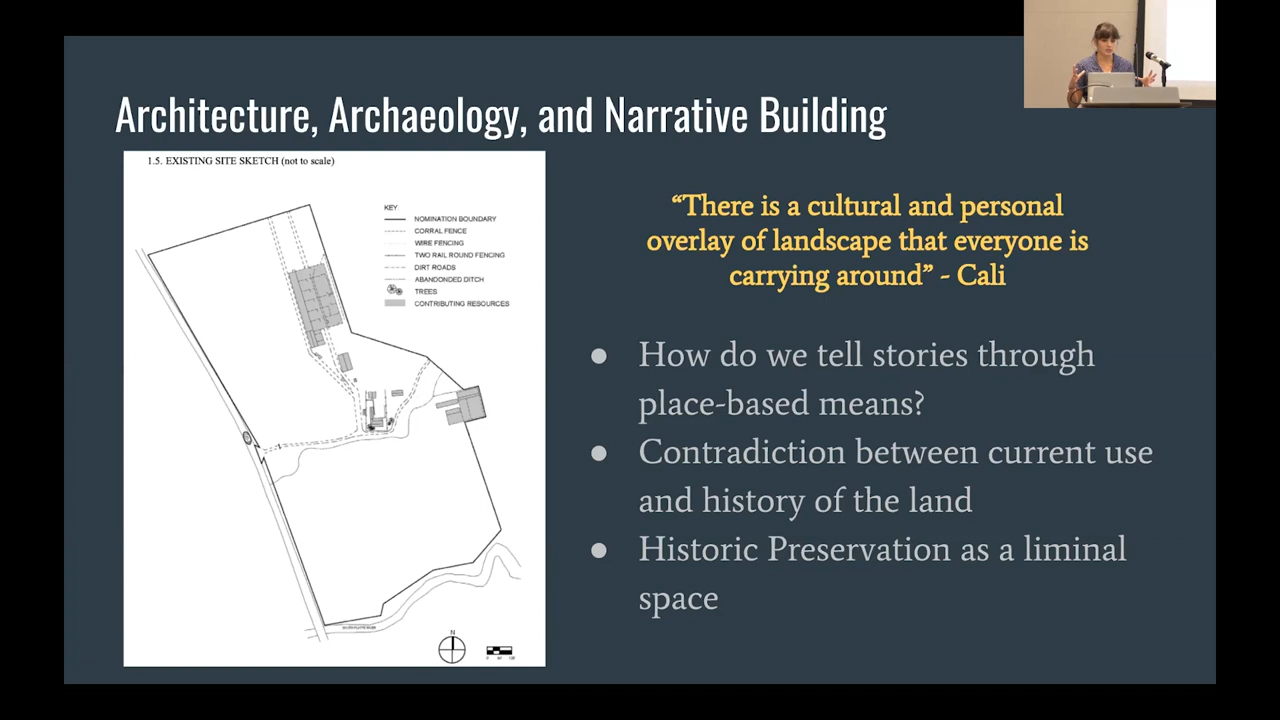 Architecture, Archaeology, and Narrative Building
1.5. EXISTING SITE SKETCH (not to scale)
KEY:
NOMINATION BOUNDARY
CORRAL FENCE
WIRE FENCING
TWO RAIL ROUND FENCING
DIRT ROADS
ABANDONDED DITCH
TREES
CONTRIBUTING RESOURCES
N
“There is a cultural and personal
overlay of landscape that everyone is
carrying around” - Cali
● How do we tell stories through
place-based means?
● Contradiction between current use
and history of the land
● Historic Preservation as a liminal
space